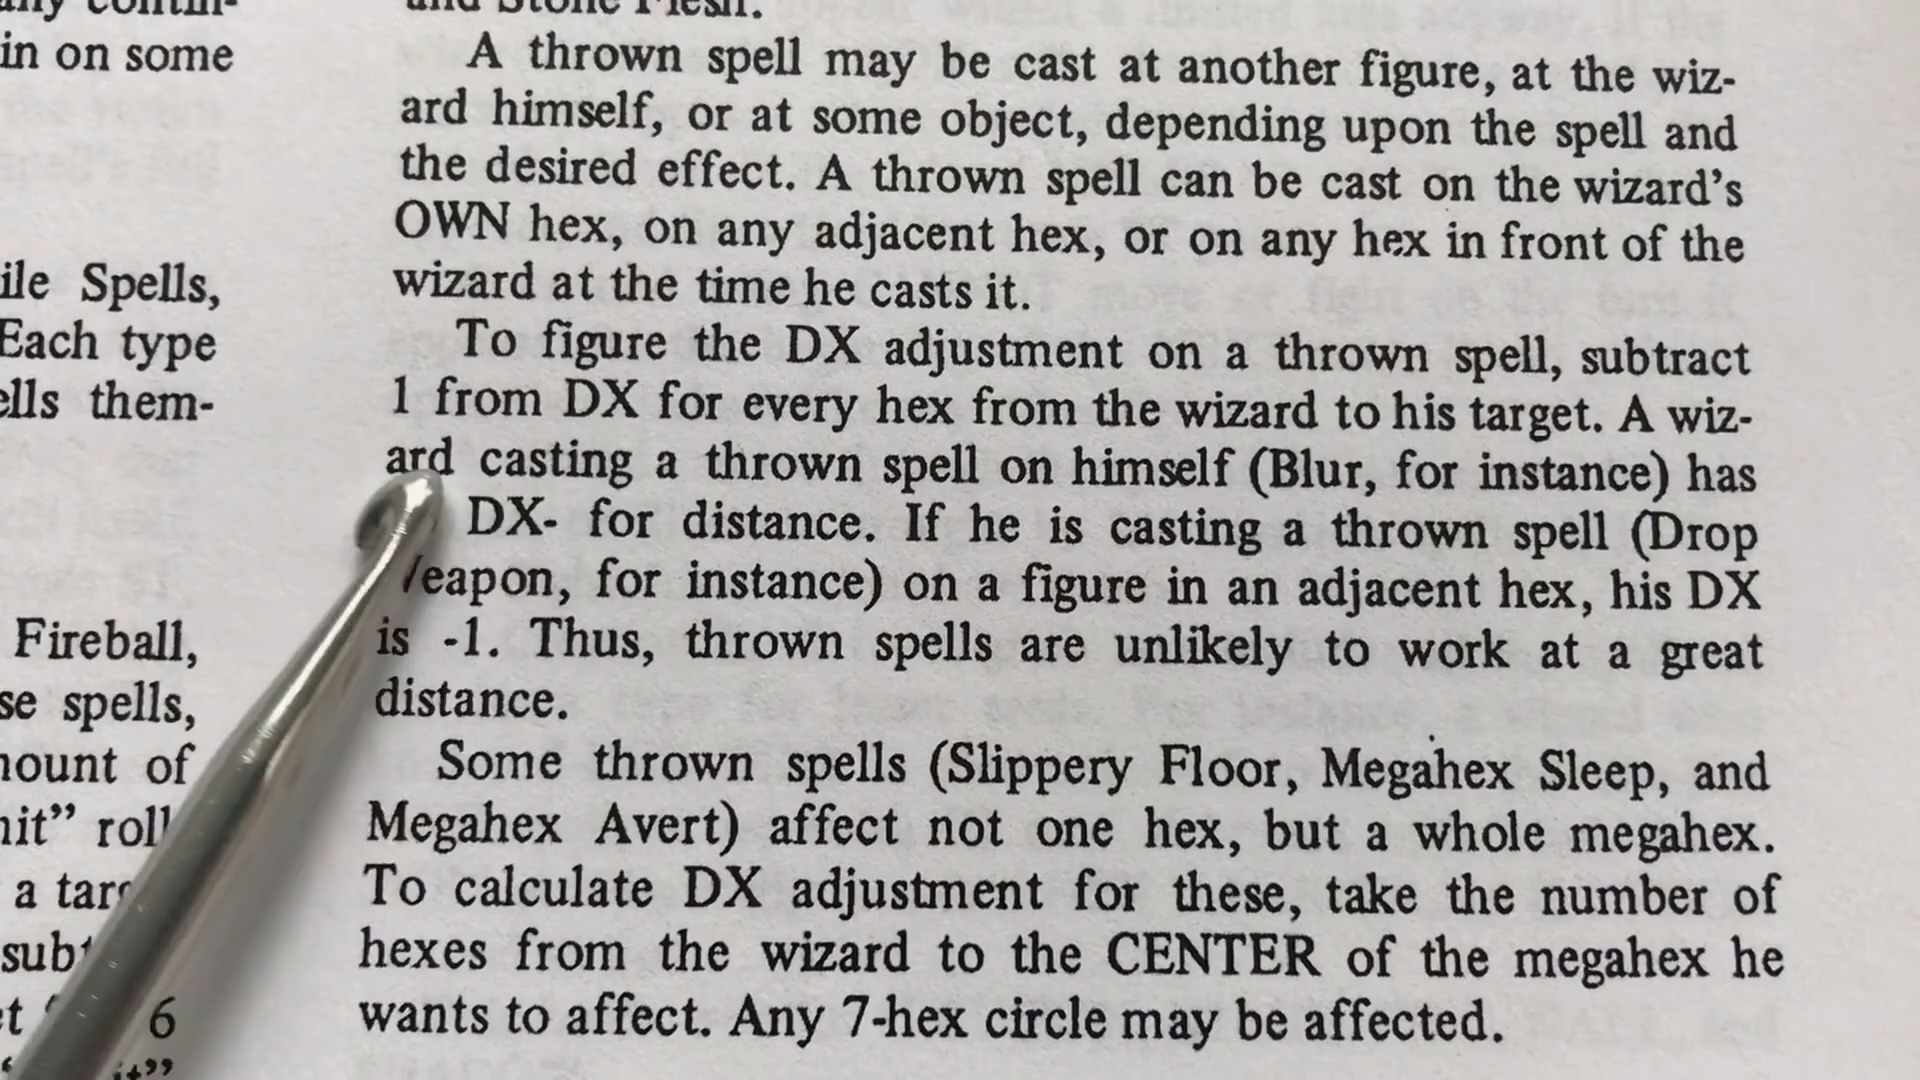 in on some
ile Spells,
Each type
ells them-
Fireball,
se spells,
nount of
hit" roll
a targ
subt
6
and Stone Flesh.
A thrown spell may be cast at another figure, at the wiz-
ard himself, or at some object, depending upon the spell and
the desired effect. A thrown spell can be cast on the wizard's
OWN hex, on any adjacent hex, or on any hex in front of the
wizard at the time he casts it.
To figure the DX adjustment on a thrown spell, subtract
1 from DX for every hex from the wizard to his target. A wiz-
ard casting a thrown spell on himself (Blur, for instance) has
DX- for distance. If he is casting a thrown spell (Drop
eapon, for instance) on a figure in an adjacent hex, his DX
is -1. Thus, thrown spells are unlikely to work at a great
distance.
Some thrown spells (Slippery Floor, Megahex Sleep, and
Megahex Avert) affect not one hex, but a whole megahex.
To calculate DX adjustment for these, take the number of
hexes from the wizard to the CENTER of the megahex he
wants to affect. Any 7-hex circle may be affected.